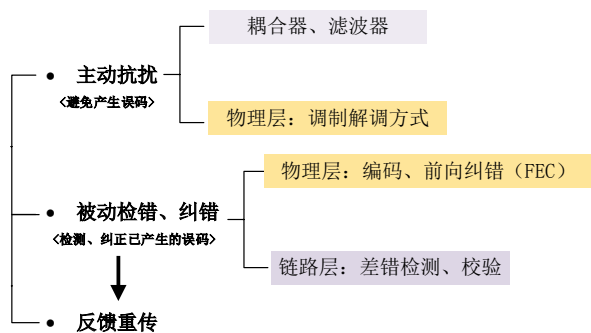 耦合器、滤波器
• 主动抗扰
<避免产生误码>
物理层：调制解调方式
物理层：编码、前向纠错（FEC）
• 被动检错、纠错
<检测、纠正已产生的误码>
链路层：差错检测、校验
• 反馈重传